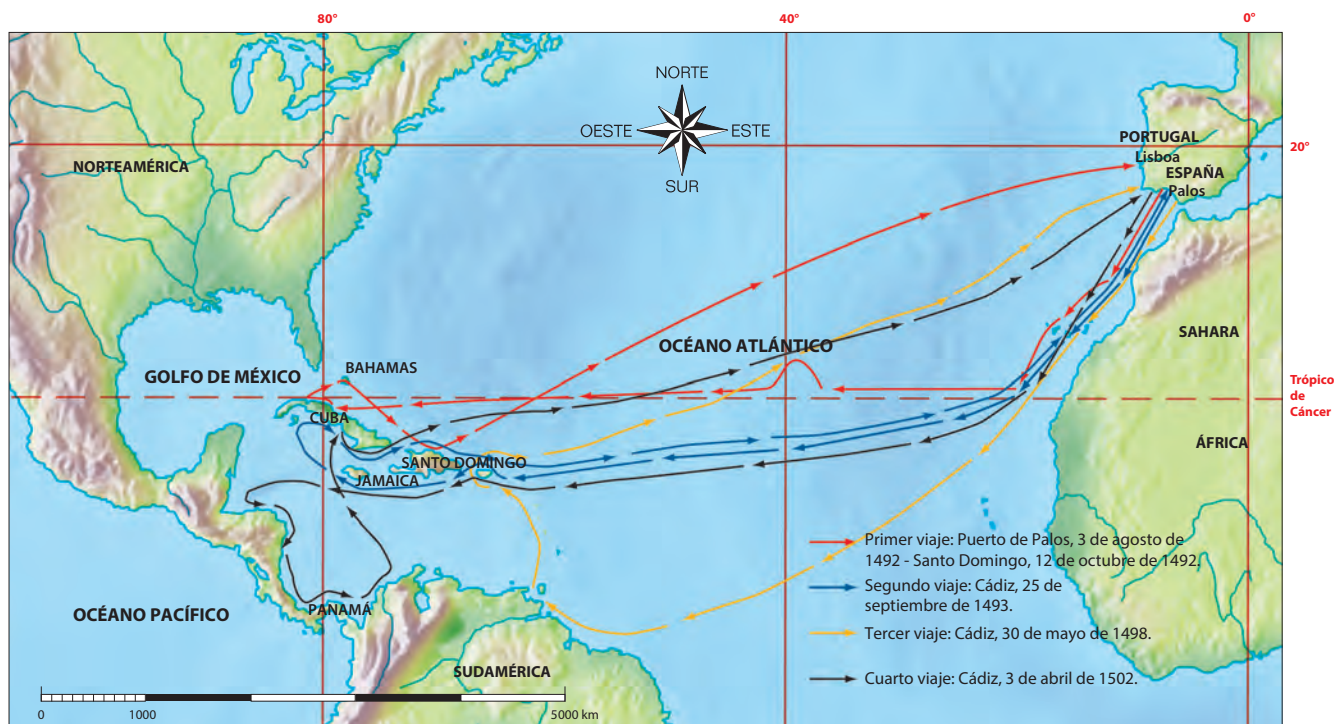 80°
40°
0°
NORTE
OESTE
ESTE
SUR
PORTUGAL
Lisboa
ESPAÑA
Palos
20°
NORTEAMÉRICA
SAHARA
OCÉANO ATLÁNTICO
GOLFO DE MÉXICO
BAHAMAS
Trópico
de
Cáncer
CUBA
ÁFRICA
SANTO DOMINGO
JAMAICA
Primer viaje: Puerto de Palos, 3 de agosto de
1492 - Santo Domingo, 12 de octubre de 1492.
Segundo viaje: Cádiz, 25 de
septiembre de 1493.
Tercer viaje: Cádiz, 30 de mayo de 1498.
Cuarto viaje: Cádiz, 3 de abril de 1502.
PANAMÁ
OCÉANO PACÍFICO
SUDAMÉRICA
0
1000
5000 km